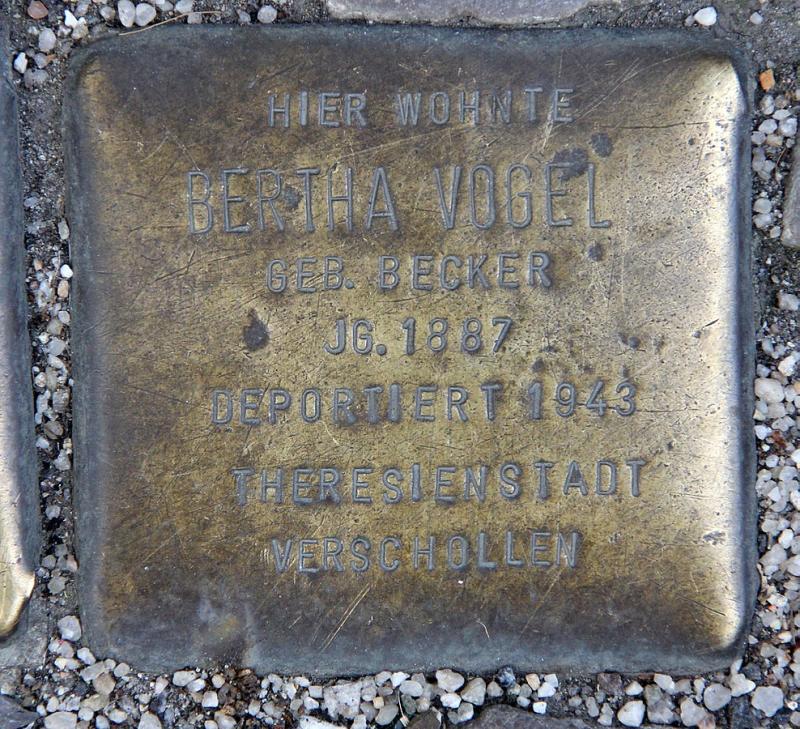 HIER WOHNTE
BERTHA VOGEL
GEB. BECKER
JG. 1887
DEPORTIERT 1943
THERESIENSTADT
VERSCHOLLEN